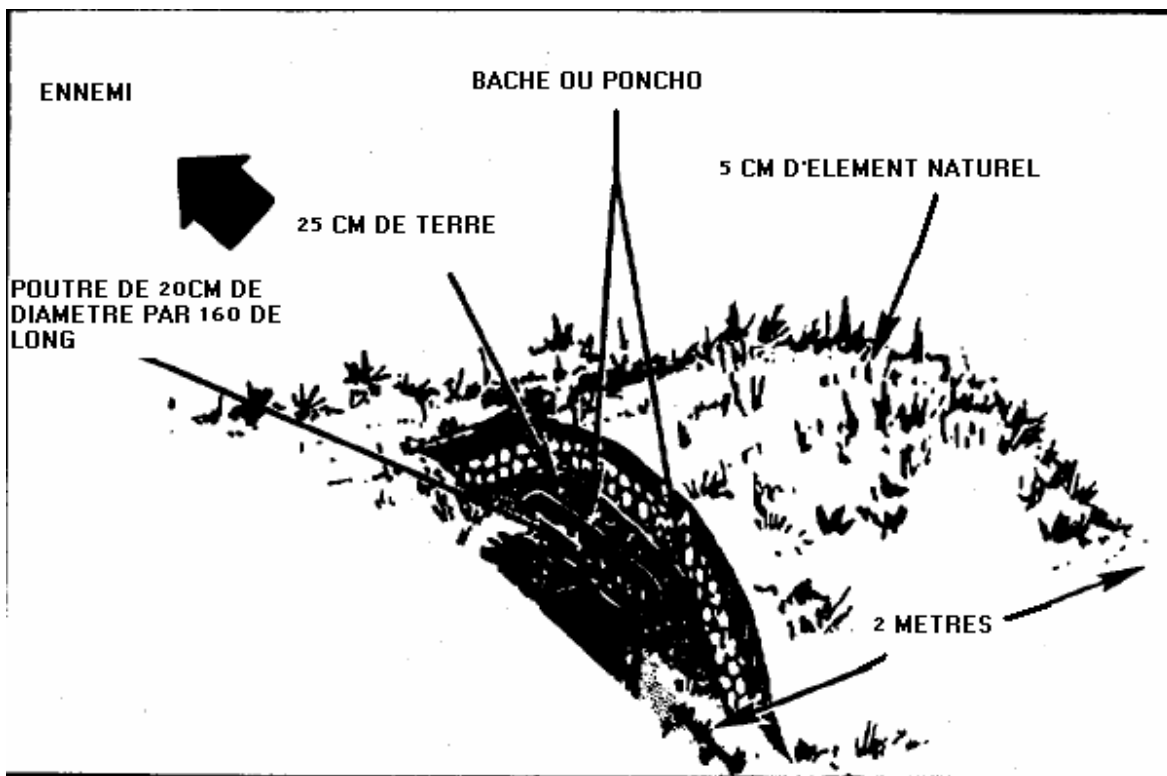 ENNEMI
BACHE OU PONCHO
5 CM D'ELEMENT NATUREL
25 CM DE TERRE
POUTRE DE 20CM DE
DIAMETRE PAR 160 DE
LONG
2 METRES